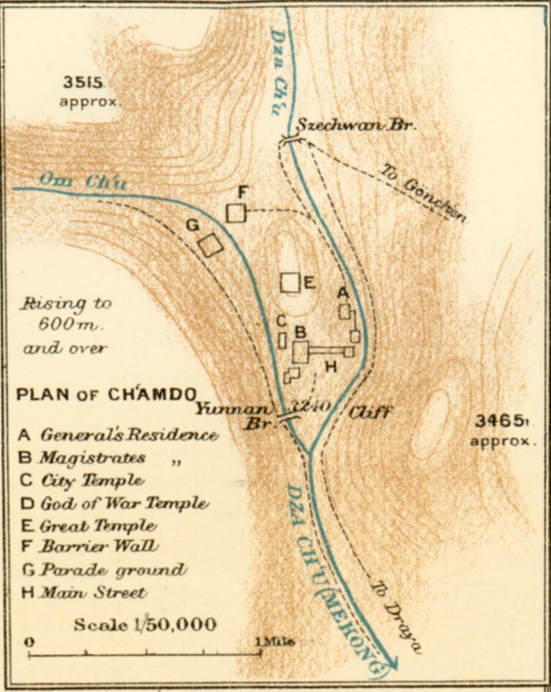 Dza Ch'u
3515
approx.
Szechwan Br.
Om Ch'u
To Gönchen
F
G
E
A
Rising to
600m.
and over
C
B
H
PLAN OF CH'AMDO
Yunnan
Br.
3240
Cliff
3465
approx.
A General's Residence
B Magistrates „
C City Temple
D God of War Temple
E Great Temple
F Barrier Wall
G Parade ground
H Main Street
DZA CH'U (MEKONG)
To Draya
Scale 1/50,000
0
1 Mile